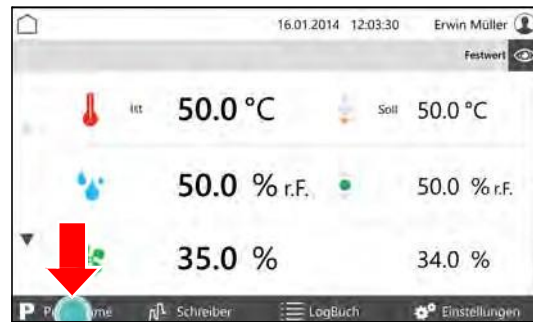 16.01.2014 12:03:30 Erwin Müller
Festwert
Ist 50.0 °C Soll 50.0 °C
50.0 % r.F. 50.0 % r.F.
35.0 % 34.0 %
P Schreiber LogBuch Einstellungen